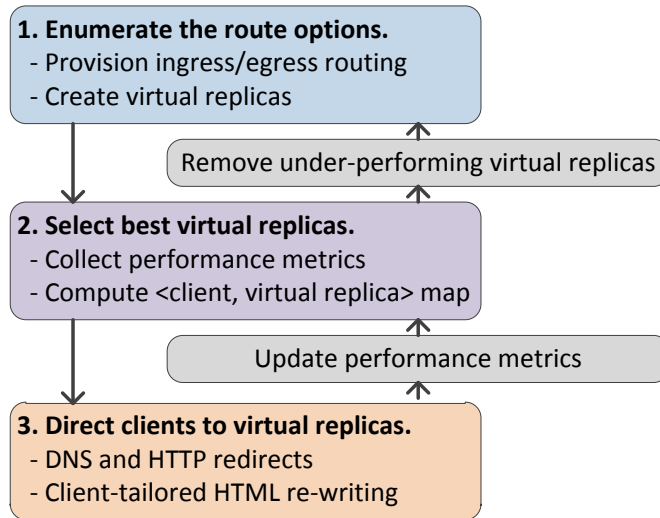 1. Enumerate the route options.
- Provision ingress/egress routing
- Create virtual replicas
Remove under-performing virtual replicas
2. Select best virtual replicas.
- Collect performance metrics
- Compute <client, virtual replica> map
Update performance metrics
3. Direct clients to virtual replicas.
- DNS and HTTP redirects
- Client-tailored HTML re-writing